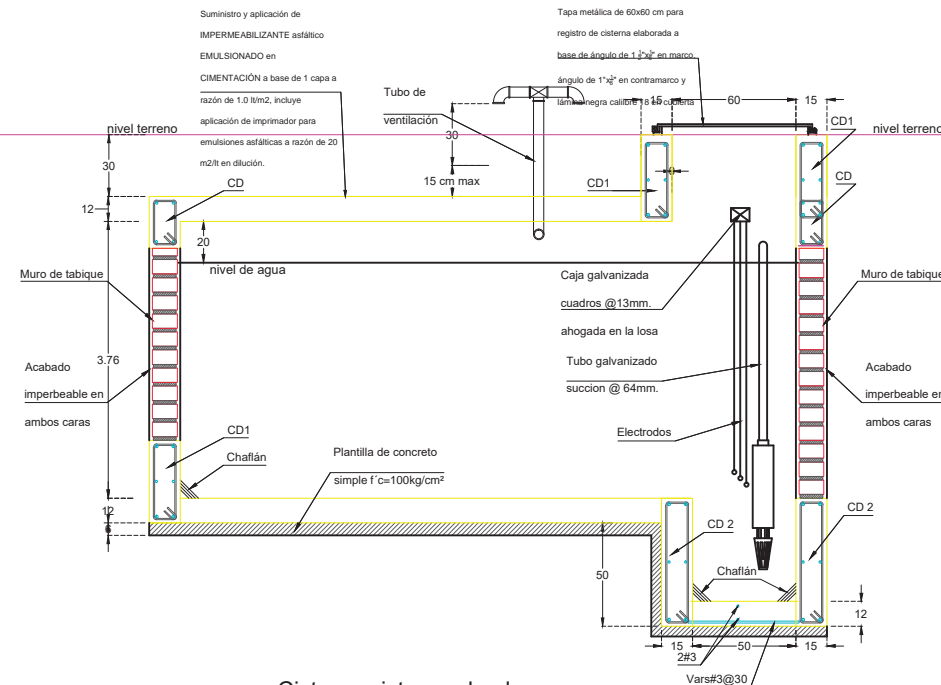 Suministro y aplicación de
IMPERMEABILIZANTE asfáltico
EMULSIONADO en
CIMENTACIÓN a base de 1 capa a
razón de 1.0 lt/m2, incluye
aplicación de imprimador para
emulsiones asfálticas a razón de 20
m2/lt en dilución.
Tapa metálica de 60x60 cm para
registro de cisterna elaborada a
base de ángulo de 1 en marco,
ángulo de 1" en contramarco y
lámina negra calibre 18 en cubierta
Tubo de
ventilación
15
60
15
CD1
nivel terreno
nivel terreno
30
30
15 cm max
CD
CD1
CD
12
20
nivel de agua
Muro de tabique
Caja galvanizada
cuadros @13mm.
ahogada en la losa
Muro de tabique
3.76
Tubo galvanizado
succion @ 64mm.
Acabado
imperbeable en
ambos caras
Acabado
imperbeable en
ambos caras
CD1
Electrodos
Chaflán
Plantilla de concreto
simple f´c=100kg/cm²
12
6
CD 2
CD 2
50
Chaflán
12
15
50
15
2#3
Vars#3@30